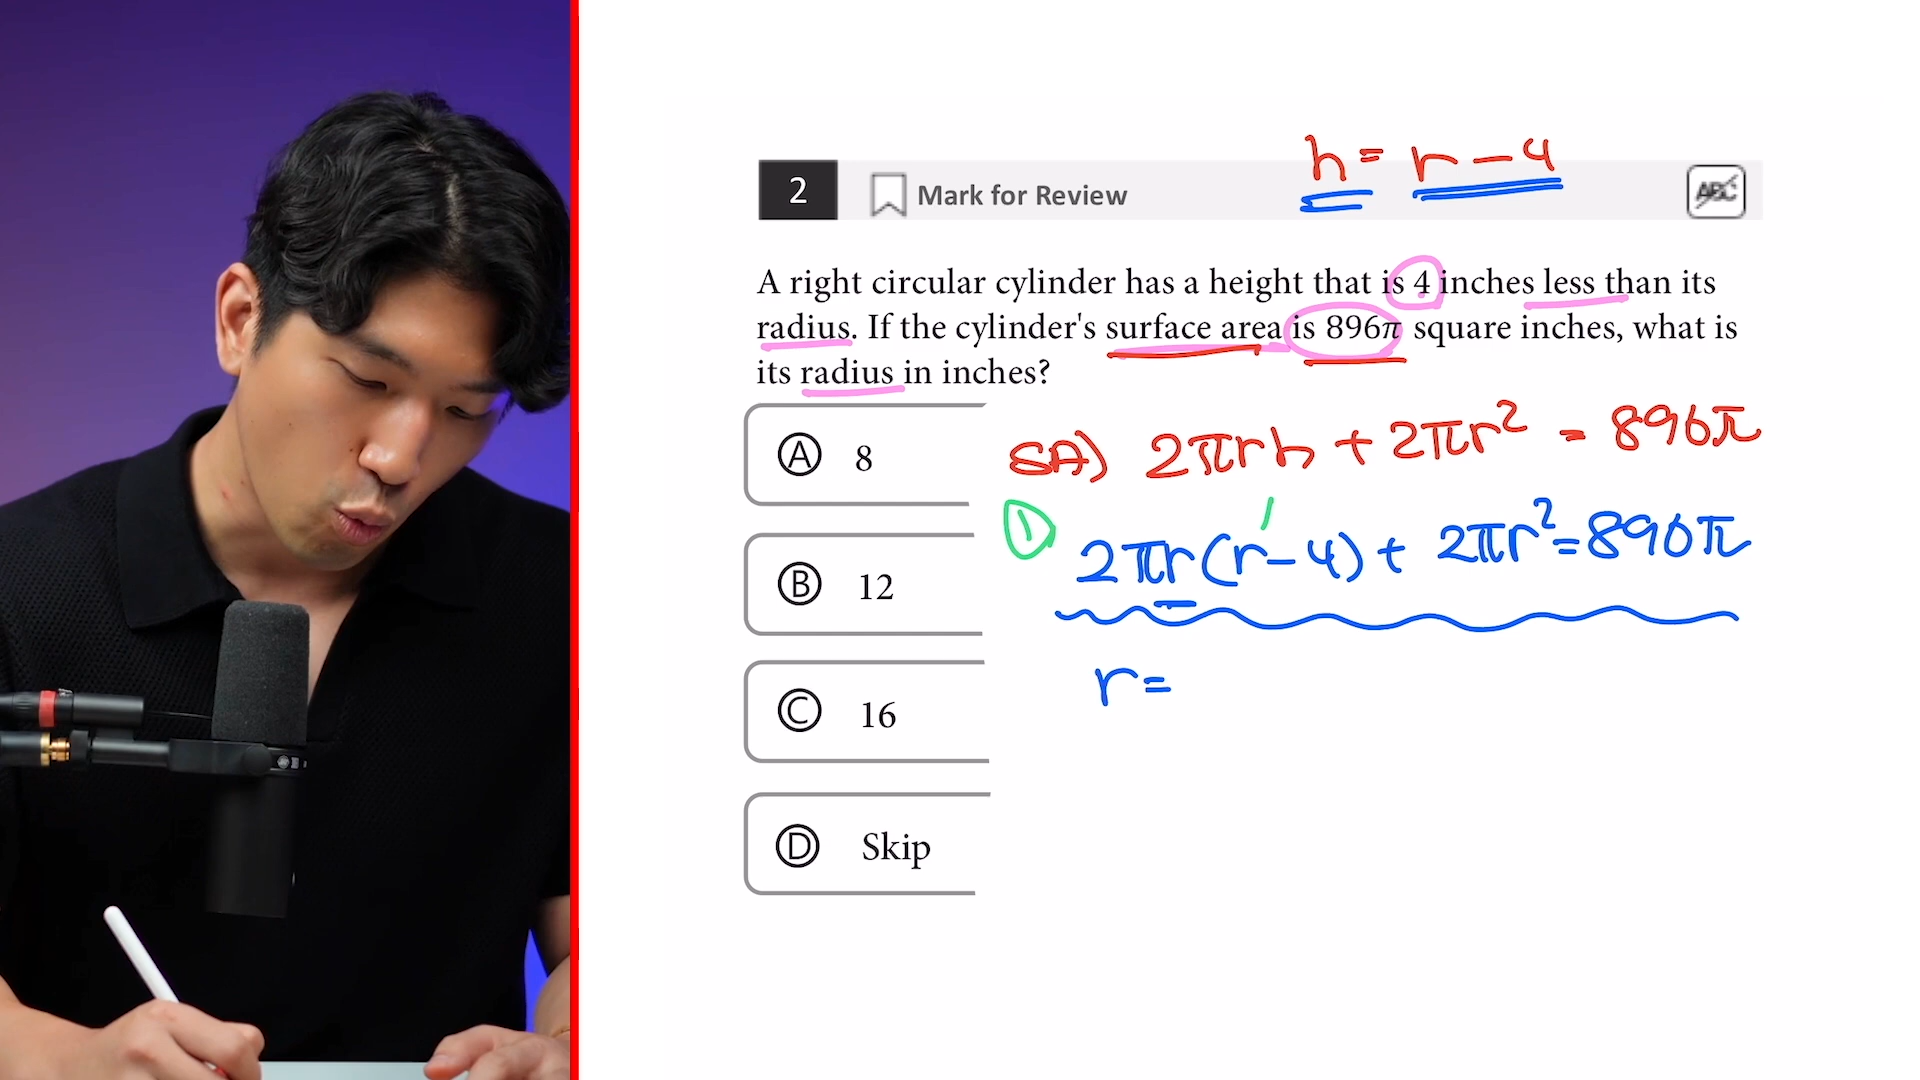 h = r - 4
2 Mark for Review ABC
A right circular cylinder has a height that is 4 inches less than its
radius. If the cylinder's surface area is 896π square inches, what is
its radius in inches?
A 8
SA) 2πrh + 2πr² = 896π
① 2πr(r-4) + 2πr² = 896π
B 12
r =
C 16
D Skip